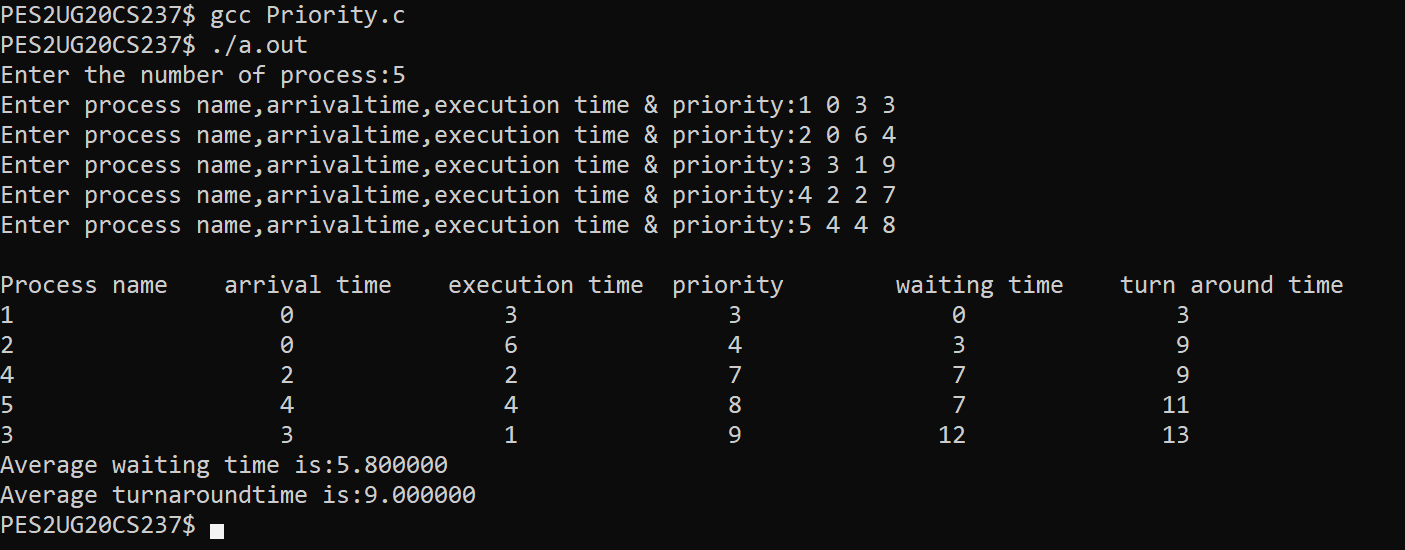 PES2UG20CS237$ gcc Priority.c
PES2UG20CS237$ ./a.out
Enter the number of process:5
Enter process name,arrivaltime,execution time & priority:1 0 3 3
Enter process name,arrivaltime,execution time & priority:2 0 6 4
Enter process name,arrivaltime,execution time & priority:3 3 1 9
Enter process name,arrivaltime,execution time & priority:4 2 2 7
Enter process name,arrivaltime,execution time & priority:5 4 4 8
Process name    arrival time    execution time  priority        waiting time    turn around time
1                   0               3               3               0               3
2                   0               6               4               3               9
4                   2               2               7               7               9
5                   4               4               8               7              11
3                   3               1               9              12              13
Average waiting time is:5.800000
Average turnaroundtime is:9.000000
PES2UG20CS237$